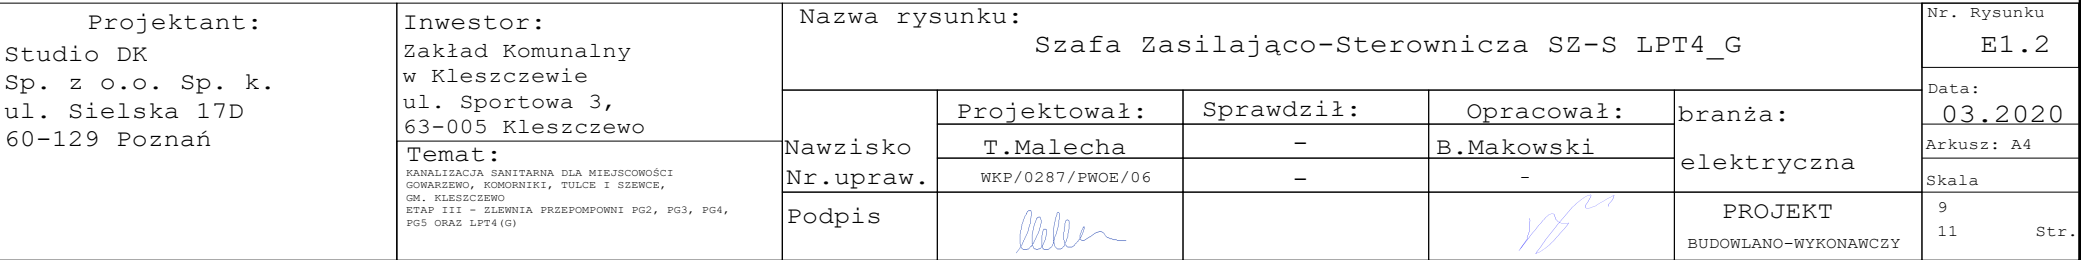 Projektant:
Studio DK
Sp. z o.o. Sp. k.
ul. Sielska 17D
60-129 Poznań
Inwestor:
Zakład Komunalny
w Kleszczewie
ul. Sportowa 3,
63-005 Kleszczewo
Temat:
KANALIZACJA SANITARNA DLA MIEJSCOWOŚCI
GOWARZEWO, KOMORNIKI, TULCE I SZEWCE,
GM. KLESZCZEWO
ETAP III - ZLEWNIA PRZEPOMPOWNI PG2, PG3, PG4,
PG5 ORAZ LPT4(G)
Nazwa rysunku:
Szafa Zasilająco-Sterownicza SZ-S LPT4_G
Projektował: Sprawdził: Opracował:
Nawzisko T.Malecha - B.Makowski
Nr.upraw. WKP/0287/PWOE/06 - -
Podpis
branża:
elektryczna
PROJEKT
BUDOWLANO-WYKONAWCZY
Nr. Rysunku
E1.2
Data:
03.2020
Arkusz: A4
Skala
9
11 Str.